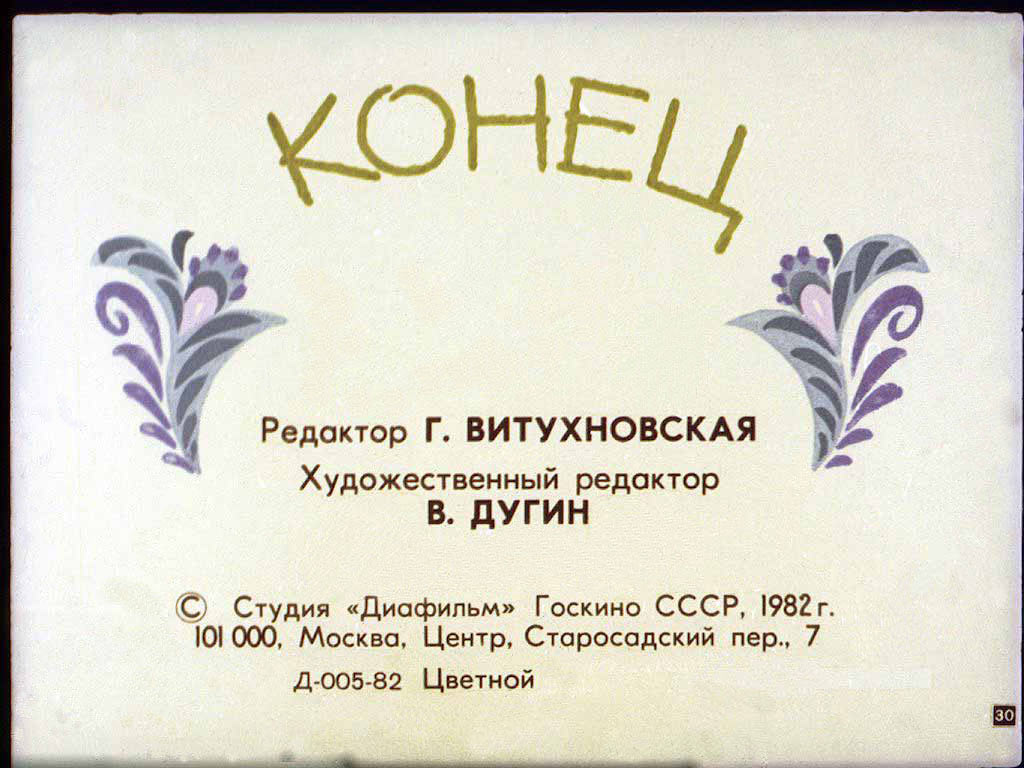 КОНЕЦ
Редактор Г. ВИТУХНОВСКАЯ
Художественный редактор
В. ДУГИН
© Студия «Диафильм» Госкино СССР, 1982 г.
101 000, Москва, Центр, Старосадский пер., 7
Д-005-82 Цветной
30